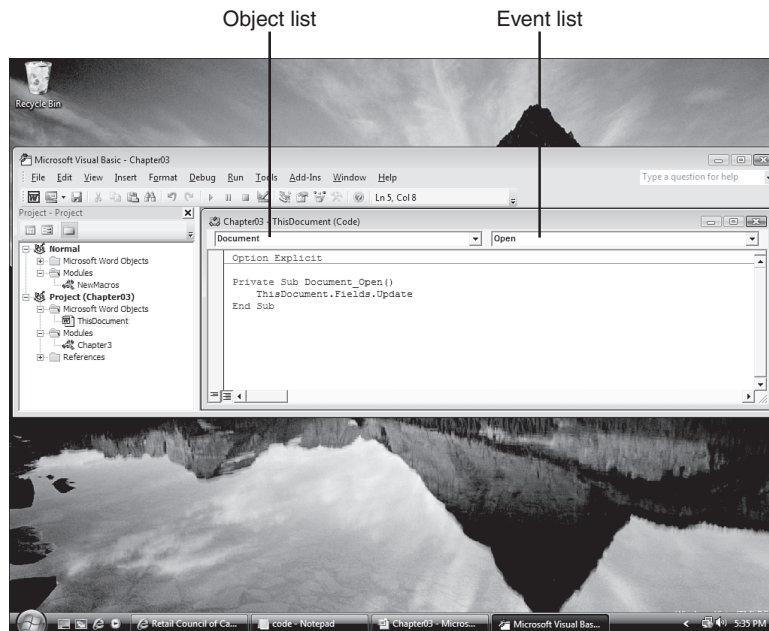 Object list Event list
Recycle Bin
Microsoft Visual Basic - Chapter03
File Edit View Insert Format Debug Run Tools Add-Ins Window Help
Type a question for help
Ln 5, Col 8
Project - Project
Chapter03 - ThisDocument (Code)
Document Open
Normal
Microsoft Word Objects
Modules
NewMacros
Project (Chapter03)
Microsoft Word Objects
ThisDocument
Modules
Chapter3
References
Option Explicit
Private Sub Document_Open()
ThisDocument.Fields.Update
End Sub
Retail Council of Ca... code - Notepad Chapter03 - Micros... Microsoft Visual Bas... 5:35 PM